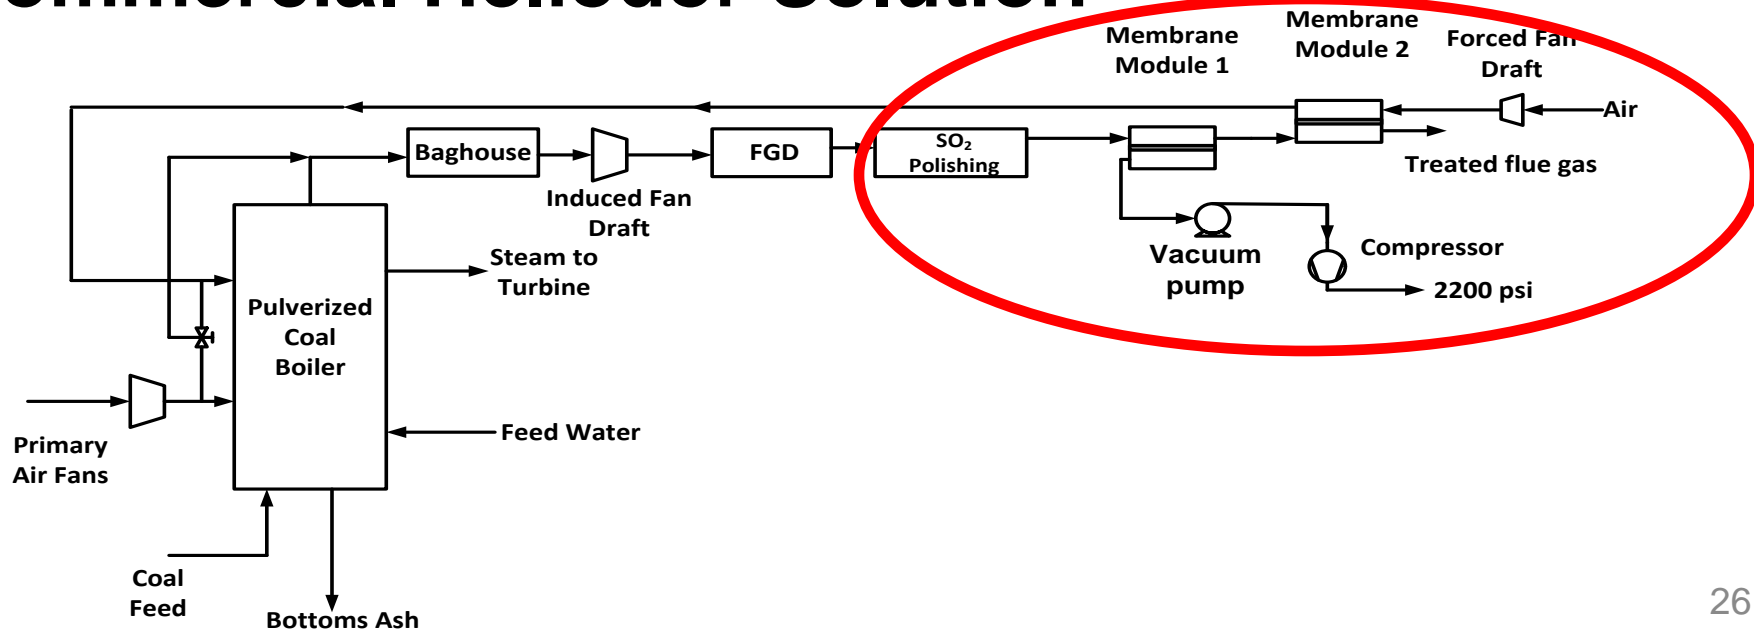 Membrane
Module 1
Membrane
Module 2
Forced Fan
Draft
Air
Baghouse
FGD
SO₂
Polishing
Treated flue gas
Induced Fan
Draft
Steam to
Turbine
Vacuum
pump
Compressor
2200 psi
Pulverized
Coal
Boiler
Primary
Air Fans
Feed Water
Coal
Feed
Bottoms Ash
26